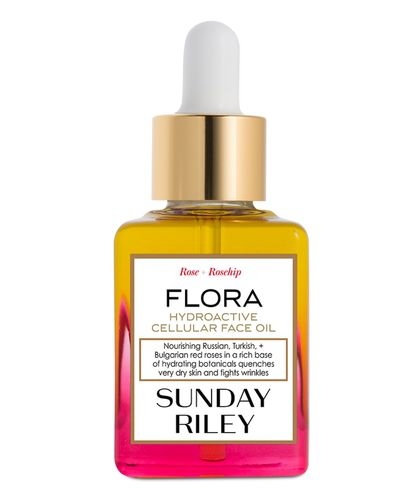 Rose + Rosehip
FLORA
HYDROACTIVE
CELLULAR FACE OIL
Nourishing Russian, Turkish, +
Bulgarian red roses in a rich base
of hydrating botanicals quenches
very dry skin and fights wrinkles
SUNDAY
RILEY